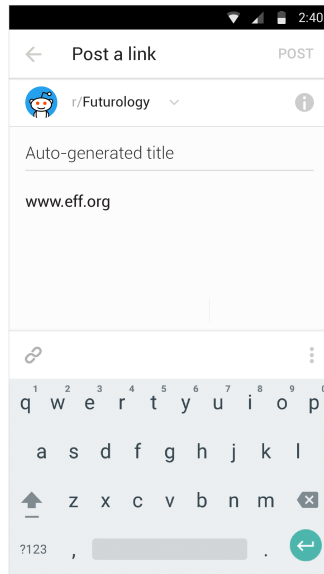 2:40
Post a link
POST
r/Futurology
Auto-generated title
www.eff.org
1 2 3 4 5 6 7 8 9 0
q w e r t y u i o p
a s d f g h j k l
z x c v b n m
?123 , .